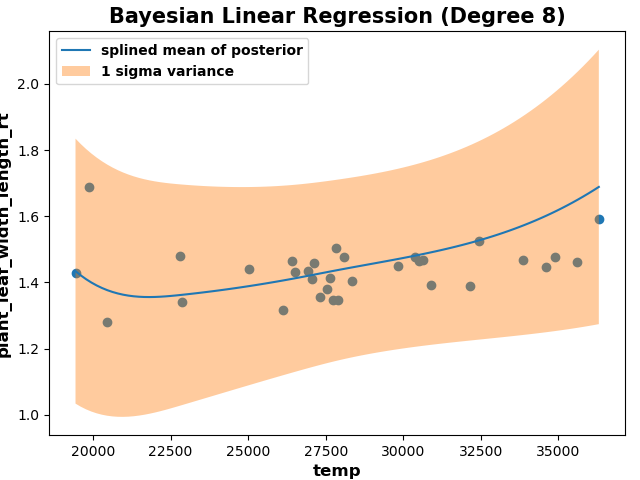 Bayesian Linear Regression (Degree 8)
splined mean of posterior
1 sigma variance
plant_leaf_width_length_rt
2.0
1.8
1.6
1.4
1.2
1.0
20000 22500 25000 27500 30000 32500 35000
temp